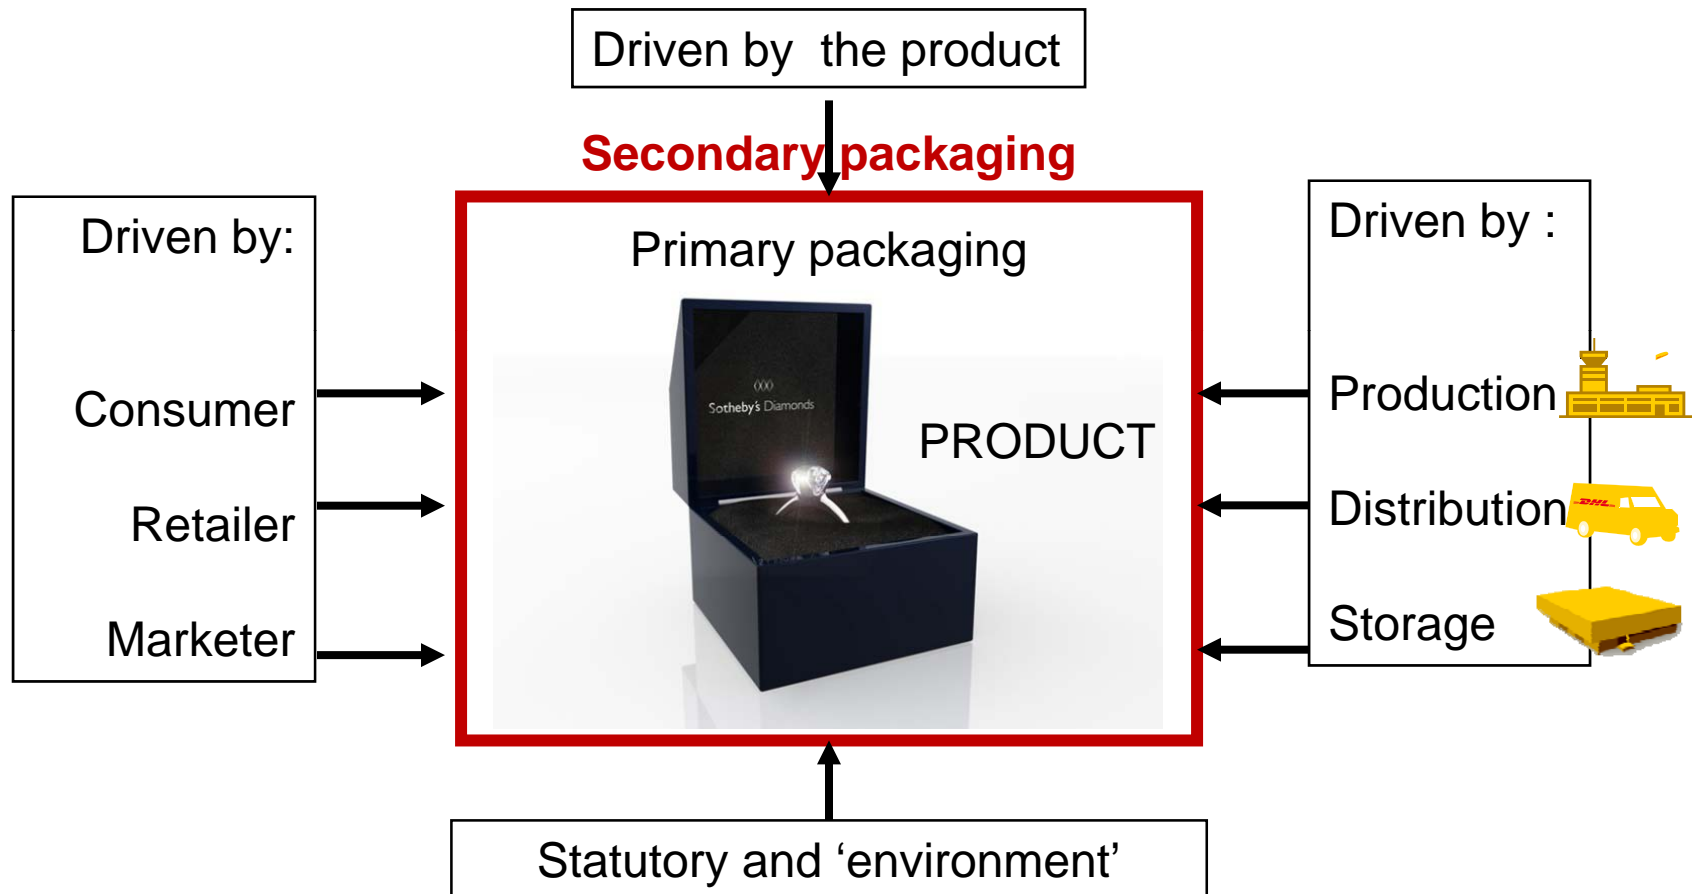 Driven by the product
Secondary packaging
Driven by:
Consumer
Retailer
Marketer
Primary packaging
Sotheby's Diamonds
PRODUCT
Driven by :
Production
Distribution
DHL
Storage
Statutory and ‘environment’